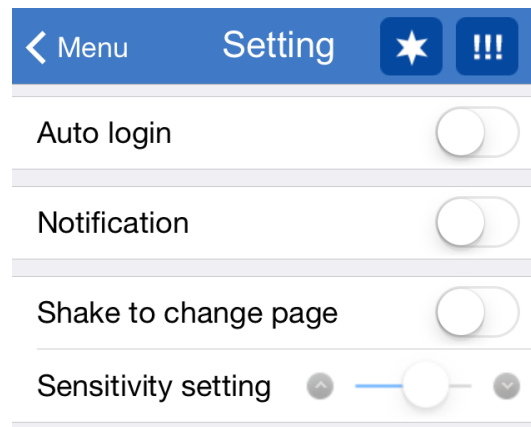 Menu Setting !!!
Auto login
Notification
Shake to change page
Sensitivity setting